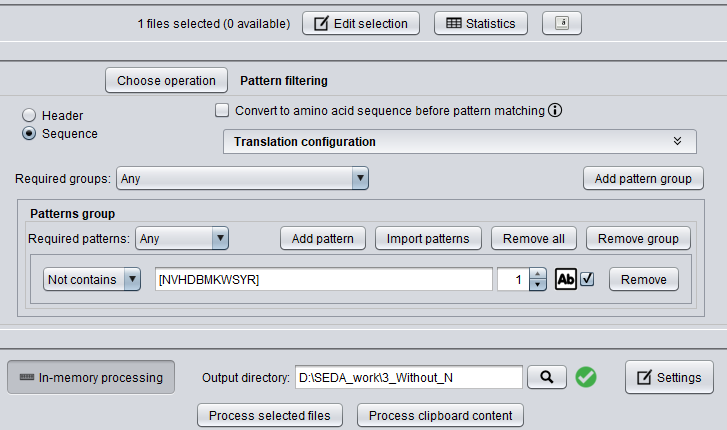 1 files selected (0 available) Edit selection Statistics a
Choose operation Pattern filtering
Header
Convert to amino acid sequence before pattern matching
Sequence
Translation configuration
Required groups: Any Add pattern group
Patterns group
Required patterns: Any Add pattern Import patterns Remove all Remove group
Not contains [NVHDBMKWSYR] 1 Ab Remove
In-memory processing Output directory: D:\SEDA_work\3_Without_N Settings
Process selected files Process clipboard content